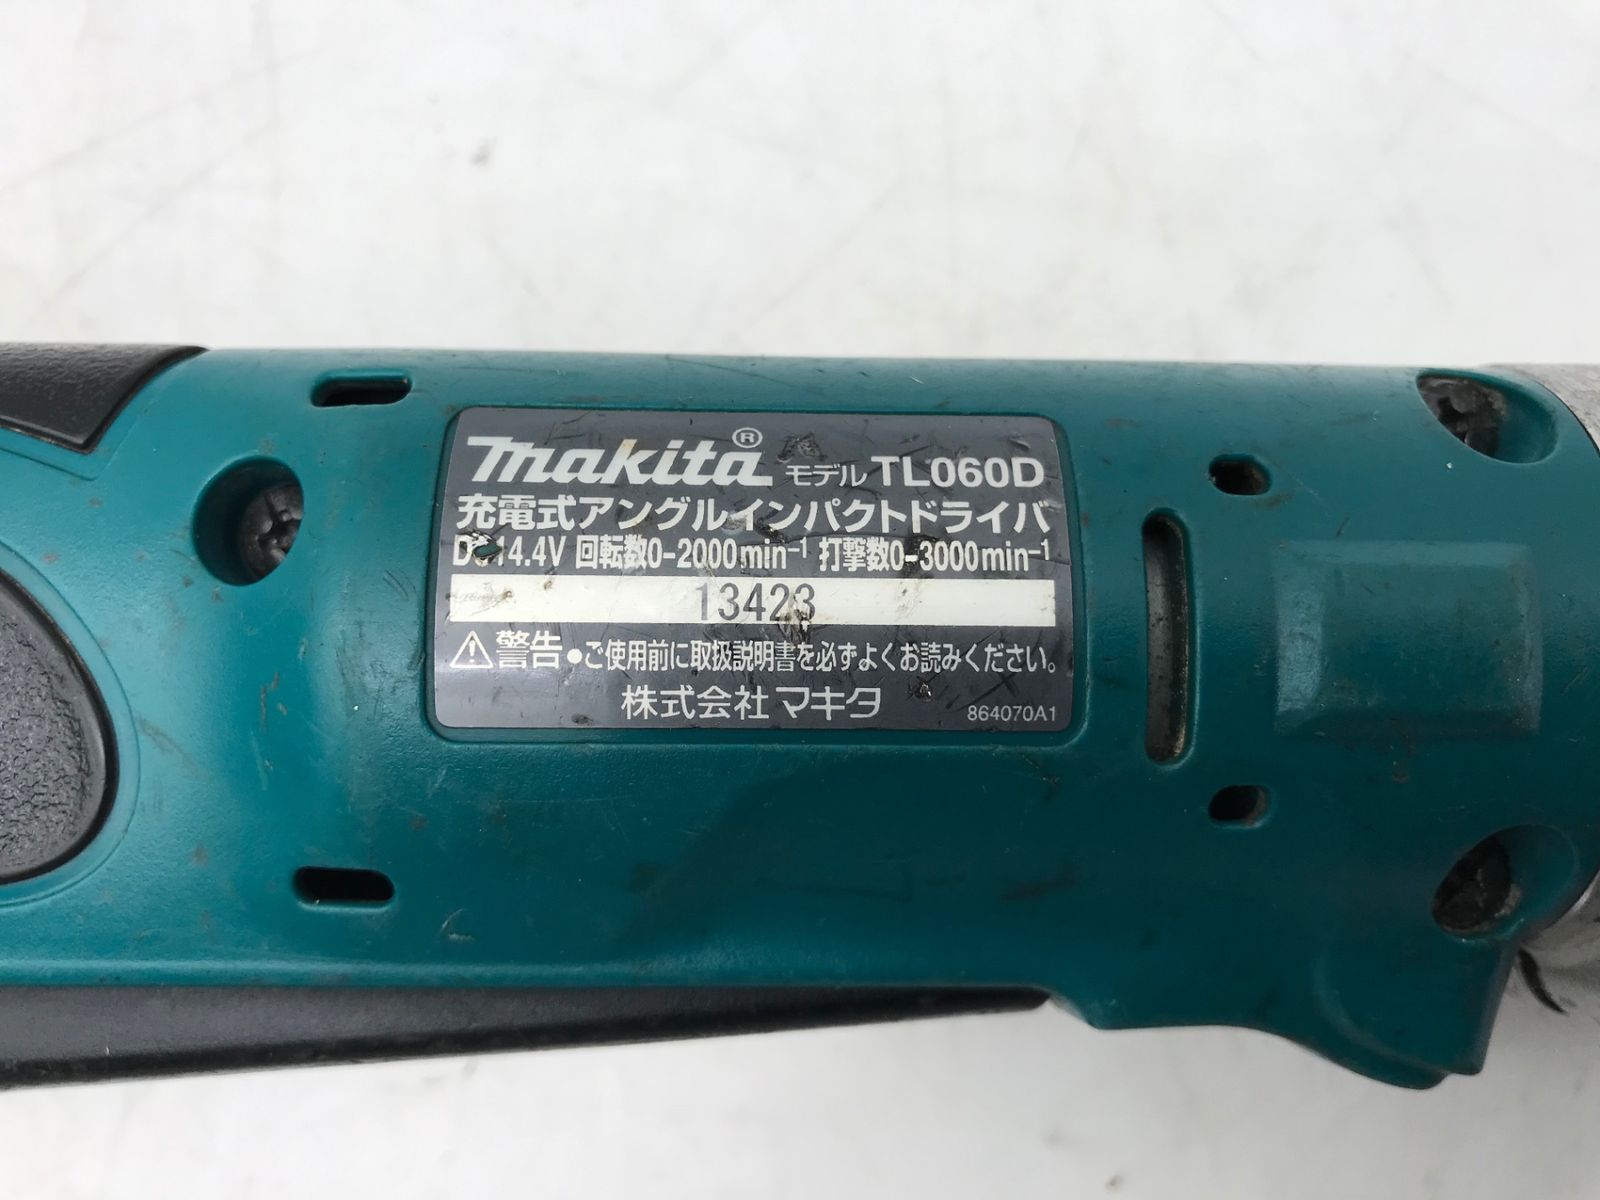 makita® モデル TL060D
充電式アングルインパクトドライバ
DC14.4V 回転数0-2000min⁻¹ 打撃数0-3000min⁻¹
13423
警告 ●ご使用前に取扱説明書を必ずよくお読みください。
株式会社 マキタ 864070A1